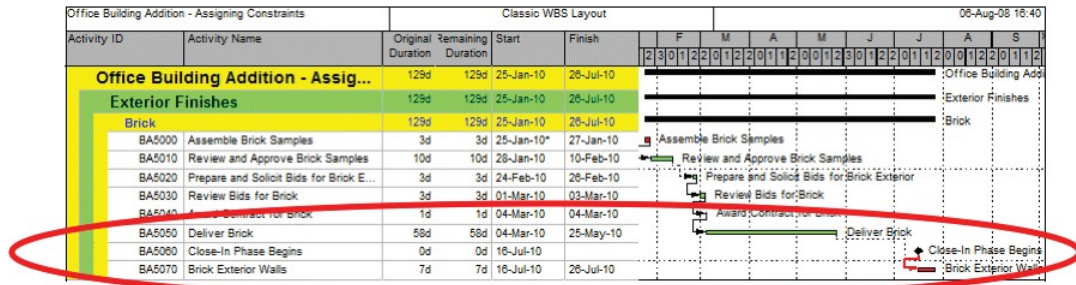 Office Building Addition - Assigning Constraints Classic WBS Layout 06-Aug-08 16:40
Activity ID Activity Name Original Duration Remaining Duration Start Finish F M A M J J A S
Office Building Addition - Assig... 129d 129d 25-Jan-10 26-Jul-10 Office Building Addi
Exterior Finishes 129d 129d 25-Jan-10 26-Jul-10 Exterior Finishes
Brick 129d 129d 25-Jan-10 26-Jul-10 Brick
BA5000 Assemble Brick Samples 3d 3d 25-Jan-10* 27-Jan-10 Assemble Brick Samples
BA5010 Review and Approve Brick Samples 10d 10d 28-Jan-10 10-Feb-10 Review and Approve Brick Samples
BA5020 Prepare and Solicit Bids for Brick E... 3d 3d 24-Feb-10 26-Feb-10 Prepare and Solicit Bids for Brick Exterior
BA5030 Review Bids for Brick 3d 3d 01-Mar-10 03-Mar-10 Review Bids for Brick
BA5040 Award Contract for Brick 1d 1d 04-Mar-10 04-Mar-10 Award Contract for Brick
BA5050 Deliver Brick 58d 58d 04-Mar-10 25-May-10 Deliver Brick
BA5060 Close-In Phase Begins 0d 0d 16-Jul-10 Close-In Phase Begins
BA5070 Brick Exterior Walls 7d 7d 16-Jul-10 26-Jul-10 Brick Exterior Walls